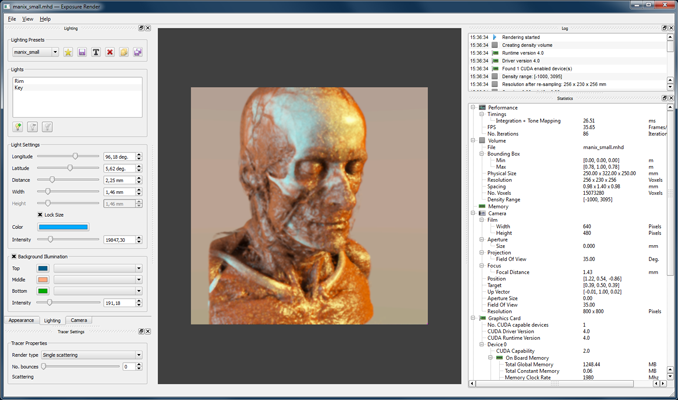 manix_small.mhd — Exposure Render
File View Help
Lighting
Lighting Presets
manix_small
T
Lights
Rim
Key
Light Settings
Longitude 96,18 deg.
Latitude 5,62 deg.
Distance 2,25 mm
Width 1,46 mm
Height 1,46 mm
Lock Size
Color
Intensity 19847,30
Background Illumination
Top
Middle
Bottom
Intensity 191,18
Appearance Lighting Camera
Tracer Settings
Tracer Properties
Render type Single scattering
No. bounces 0
Scattering
Log
15:36:34 Rendering started
15:36:34 Creating density volume
15:36:34 Runtime version 4.0
15:36:34 Driver version 4.0
15:36:34 Found 1 CUDA enabled device(s)
15:36:34 Density range: [-1000, 3095]
15:36:34 Resolution after re-sampling: 256 x 230 x 256 mm
Statistics
Performance
Timings
Integration + Tone Mapping 26.51 ms
FPS 35.65 Frames/
No. Iterations 86 Iteration
Volume
File manix_small.mhd
Bounding Box
Min [0.00, 0.00, 0.00]
Max [0.78, 1.00, 0.78]
Physical Size 250.00 x 322.00 x 250.00 mm
Resolution 256 x 230 x 256 Voxels
Spacing 0.98 x 1.40 x 0.98 mm
No. Voxels 15073280 Voxels
Density Range [-1000, 3095]
Memory
Camera
Film
Width 640 Pixels
Height 480 Pixels
Aperture
Size 0.000 mm
Projection
Field Of View 35.00 Deg.
Focus
Focal Distance 1.43 mm
Position [1.22, 0.54, -0.86]
Target [0.39, 0.50, 0.39]
Up Vector [-0.01, 1.00, 0.02]
Aperture Size 0.00
Field Of View 35.00
Resolution 800 x 800 Pixels
Graphics Card
No. CUDA capable devices 1
CUDA Driver Version 4.0
CUDA Runtime Version 4.0
Device 0
CUDA Capability 2.0
On Board Memory
Total Global Memory 1248.44 MB
Total Constant Memory 0.06 MB
Memory Clock Rate 1980 Mhz